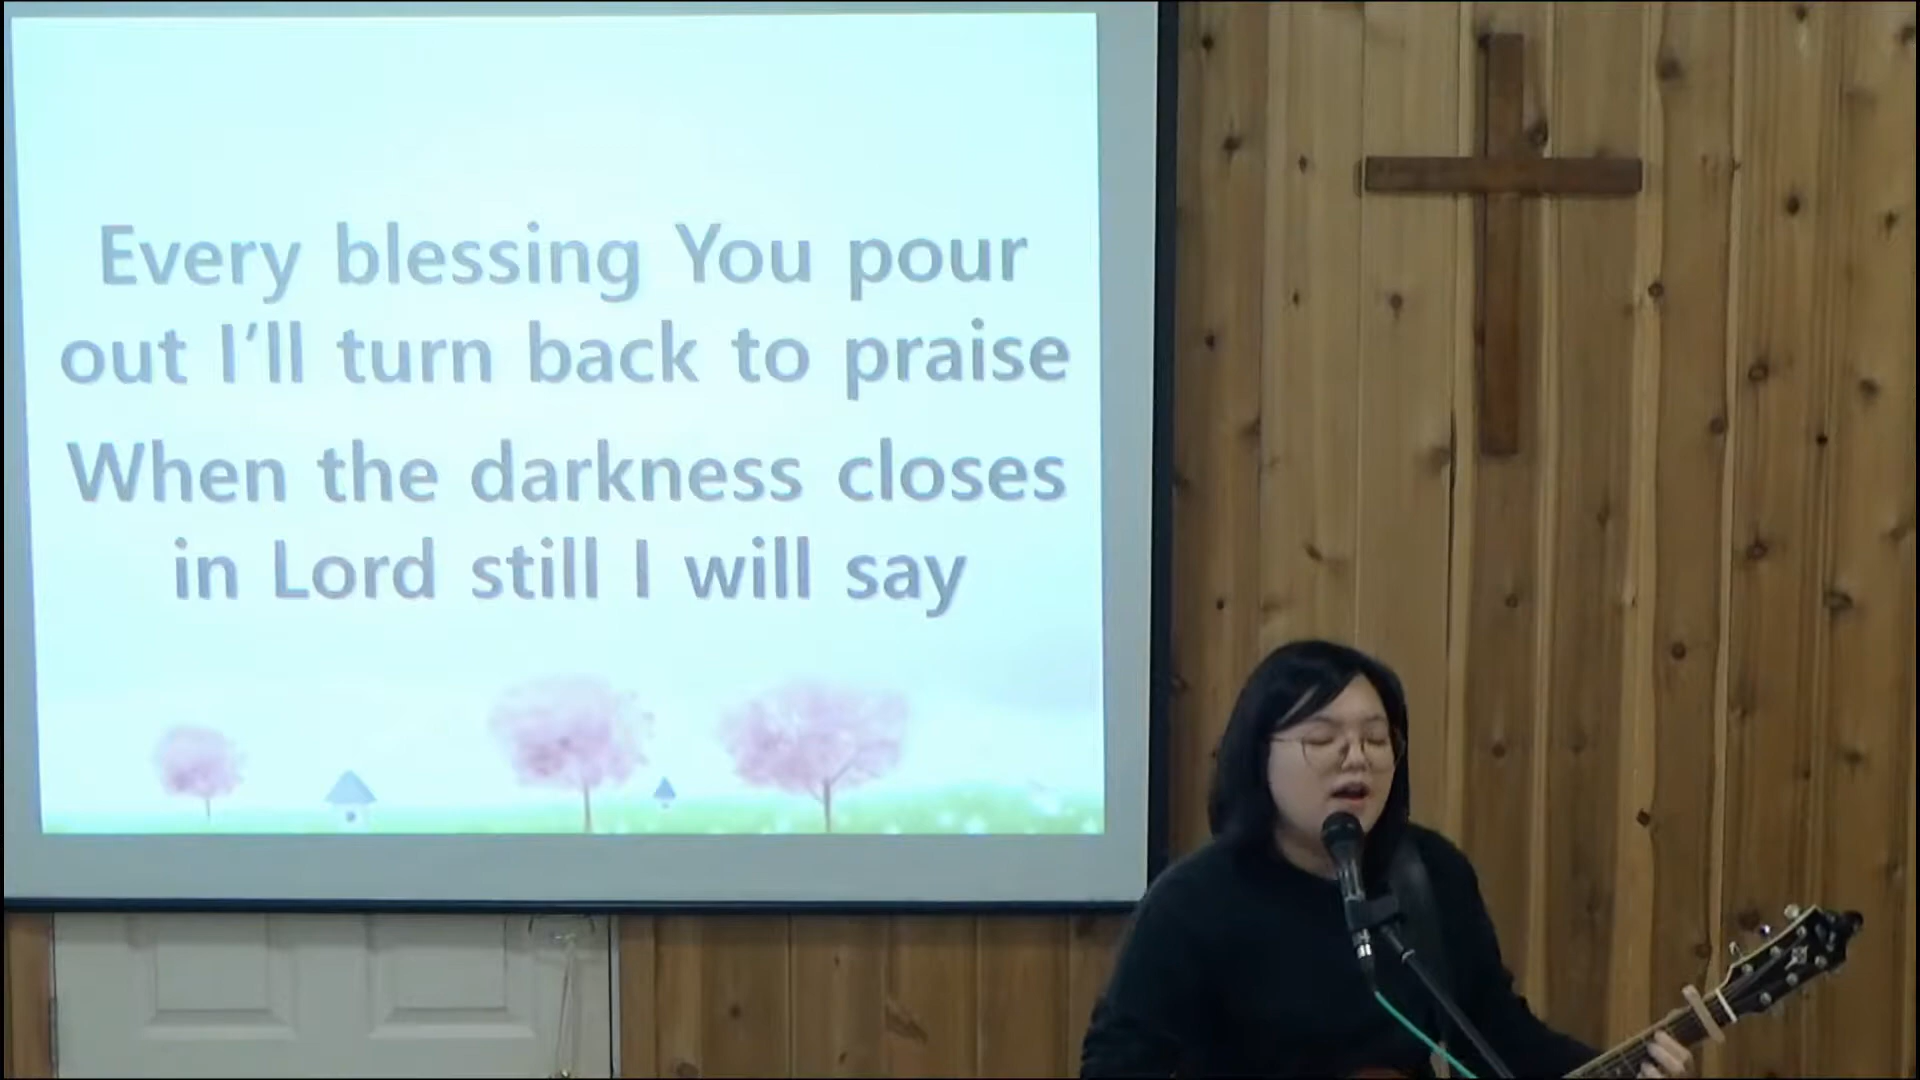 Every blessing You pour
out I'll turn back to praise
When the darkness closes
in Lord still I will say